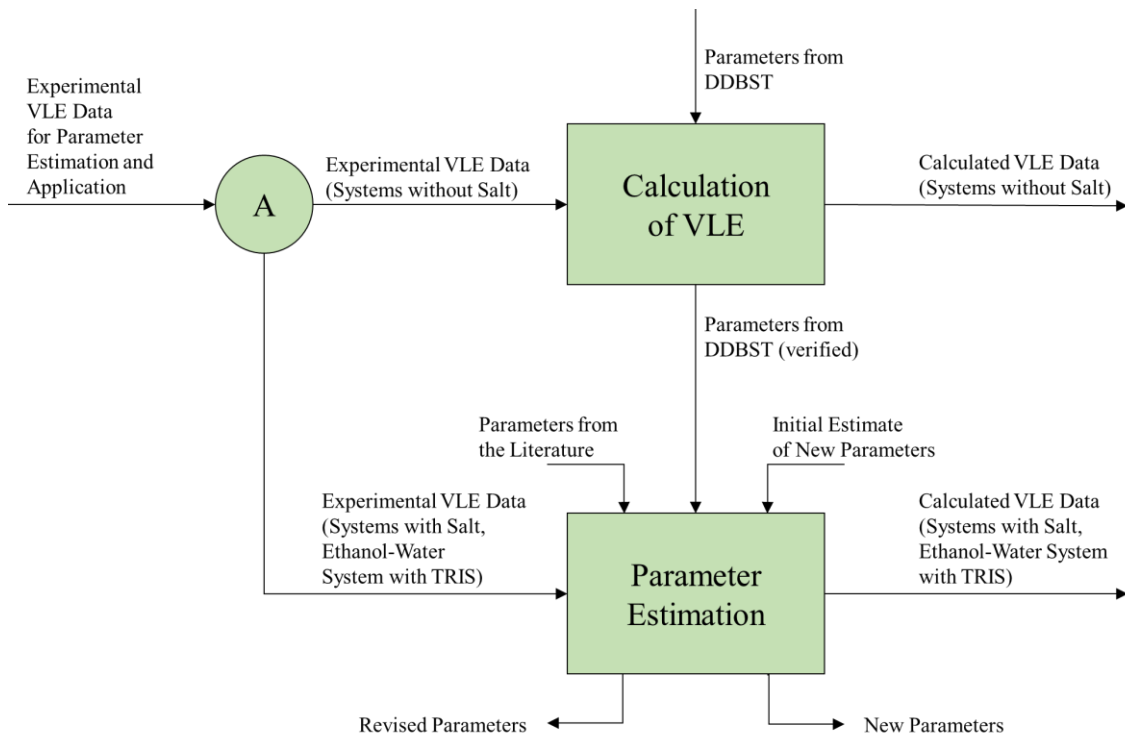 Parameters from
DDBST
Experimental
VLE Data
for Parameter
Estimation and
Application
A
Experimental VLE Data
(Systems without Salt)
Calculation
of VLE
Calculated VLE Data
(Systems without Salt)
Parameters from
DDBST (verified)
Parameters from
the Literature
Initial Estimate
of New Parameters
Experimental VLE Data
(Systems with Salt,
Ethanol-Water
System with TRIS)
Parameter
Estimation
Calculated VLE Data
(Systems with Salt,
Ethanol-Water System
with TRIS)
Revised Parameters
New Parameters